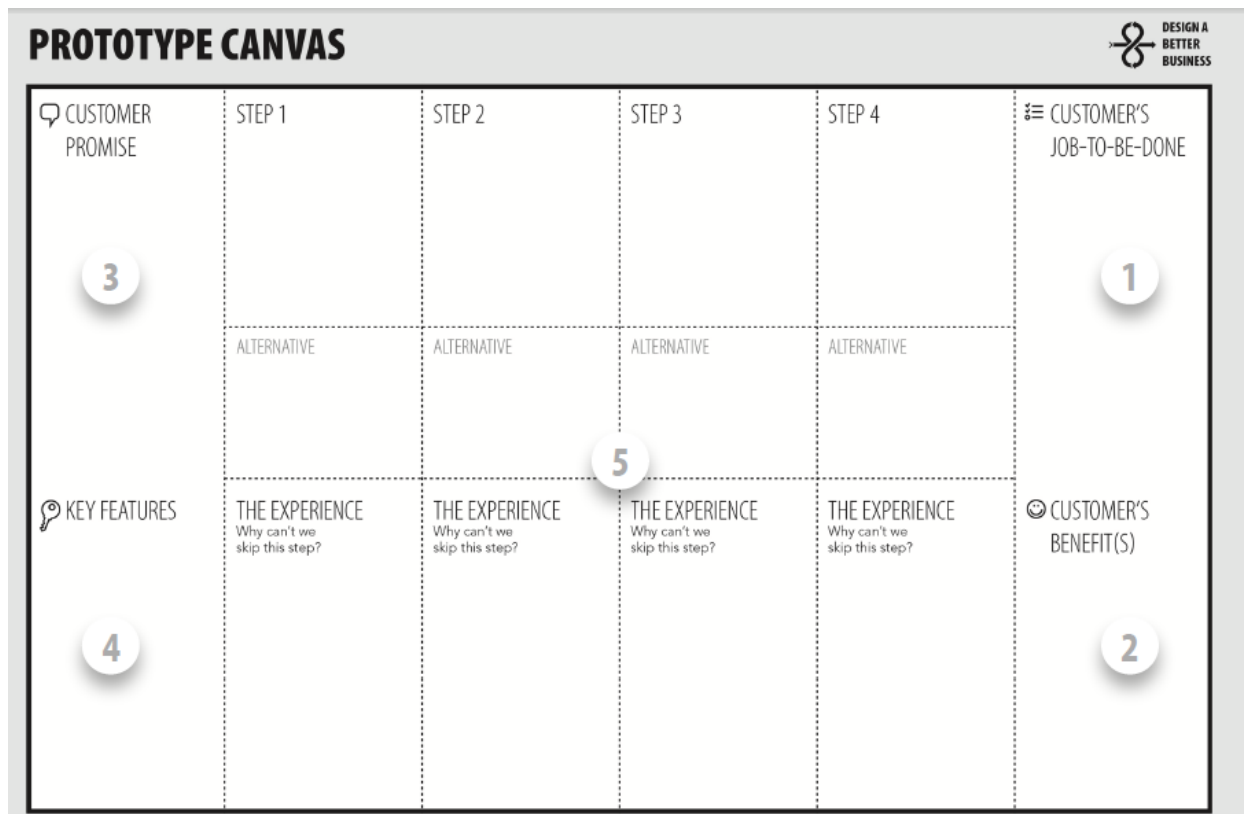 PROTOTYPE CANVAS
DESIGN A
BETTER
BUSINESS
CUSTOMER
PROMISE
3
STEP 1
STEP 2
STEP 3
STEP 4
CUSTOMER'S
JOB-TO-BE-DONE
1
ALTERNATIVE
ALTERNATIVE
ALTERNATIVE
ALTERNATIVE
5
KEY FEATURES
4
THE EXPERIENCE
Why can't we
skip this step?
THE EXPERIENCE
Why can't we
skip this step?
THE EXPERIENCE
Why can't we
skip this step?
THE EXPERIENCE
Why can't we
skip this step?
CUSTOMER'S
BENEFIT(S)
2